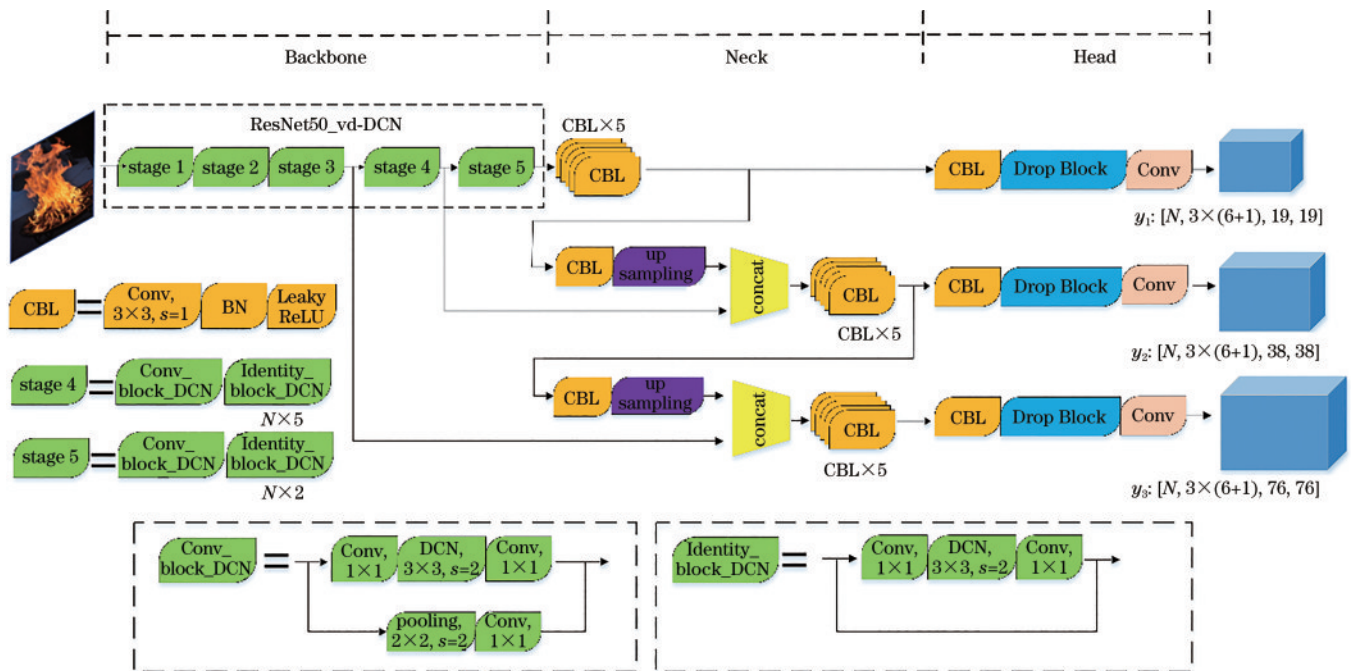 Backbone
Neck
Head
ResNet50_vd-DCN
stage 1
stage 2
stage 3
stage 4
stage 5
CBL×5
CBL
CBL
Drop Block
Conv
y₁: [N, 3×(6+1), 19, 19]
CBL
up
sampling
concat
CBL
CBL×5
CBL
Drop Block
Conv
y₂: [N, 3×(6+1), 38, 38]
CBL
up
sampling
concat
CBL
CBL×5
CBL
Drop Block
Conv
y₃: [N, 3×(6+1), 76, 76]
CBL
=
Conv,
3×3, s=1
BN
Leaky
ReLU
stage 4
=
Conv_
block_DCN
Identity_
block_DCN
N×5
stage 5
=
Conv_
block_DCN
Identity_
block_DCN
N×2
Conv_
block_DCN
=
Conv,
1×1
DCN,
3×3, s=2
Conv,
1×1
pooling,
2×2, s=2
Conv,
1×1
Identity_
block_DCN
=
Conv,
1×1
DCN,
3×3, s=2
Conv,
1×1